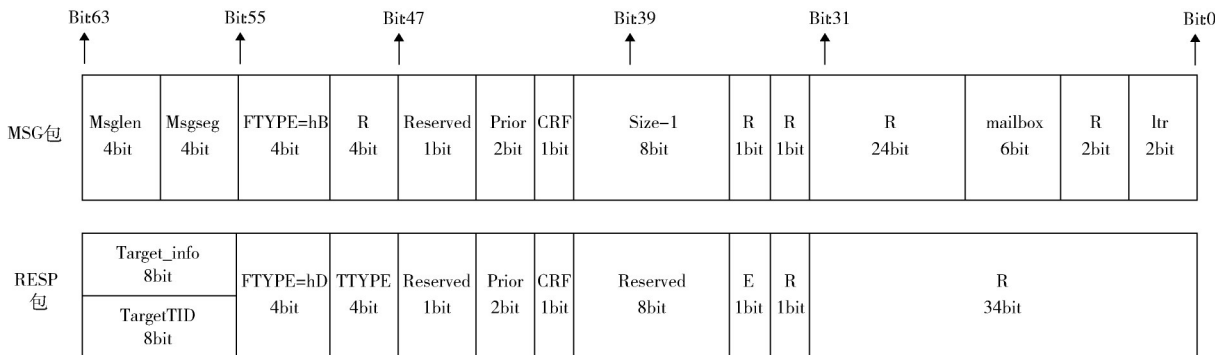 Bit63 Bit55 Bit47 Bit39 Bit31 Bit0
MSG包
Msglen 4bit
Msgseg 4bit
FTYPE=hB 4bit
R 4bit
Reserved 1bit
Prior 2bit
CRF 1bit
Size-1 8bit
R 1bit
R 1bit
R 24bit
mailbox 6bit
R 2bit
ltr 2bit
RESP
包
Target_info 8bit
TargetTID 8bit
FTYPE=hD 4bit
TTYPE 4bit
Reserved 1bit
Prior 2bit
CRF 1bit
Reserved 8bit
E 1bit
R 1bit
R 34bit